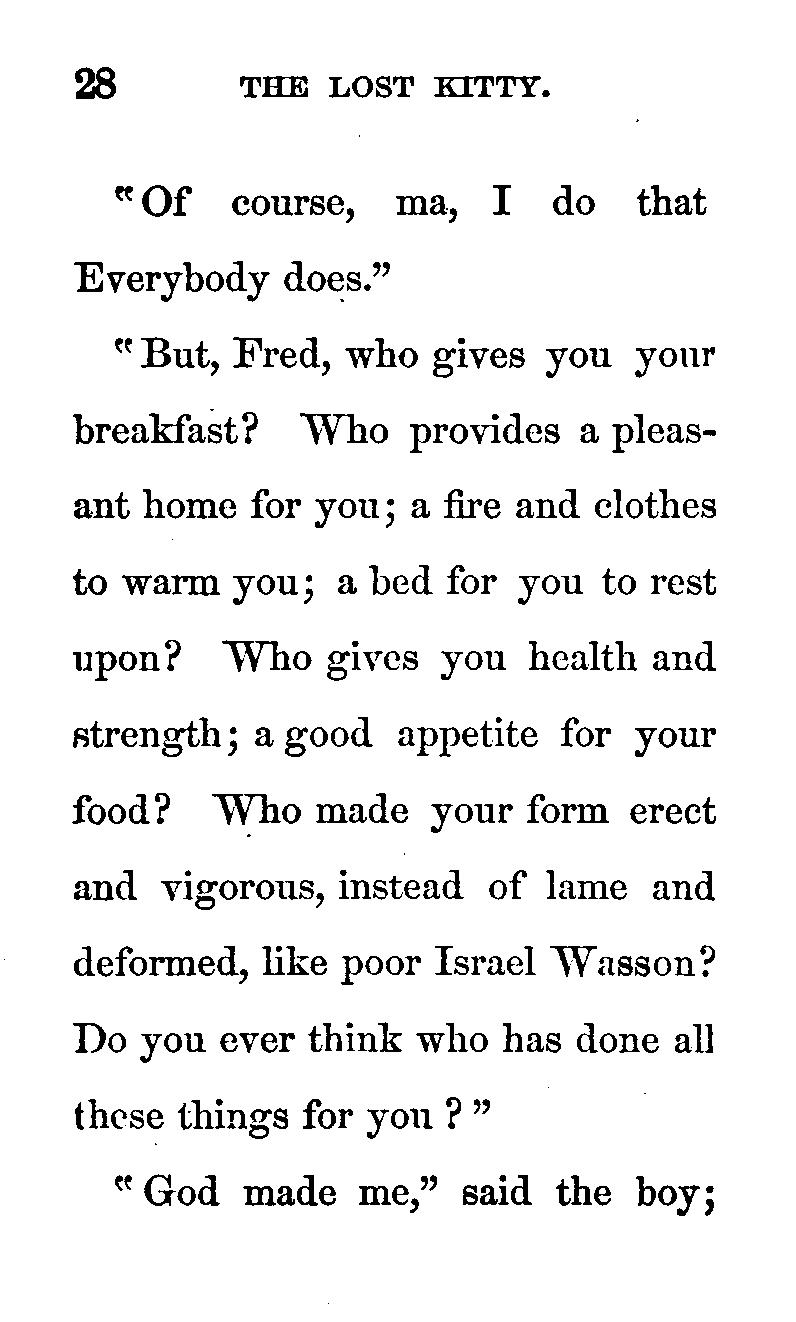 28 THE LOST KITTY.
"Of course, ma, I do that
Everybody does."
"But, Fred, who gives you your
breakfast? Who provides a pleas-
ant home for you; a fire and clothes
to warm you; a bed for you to rest
upon? Who gives you health and
strength; a good appetite for your
food? Who made your form erect
and vigorous, instead of lame and
deformed, like poor Israel Wasson?
Do you ever think who has done all
these things for you ? "
"God made me," said the boy;